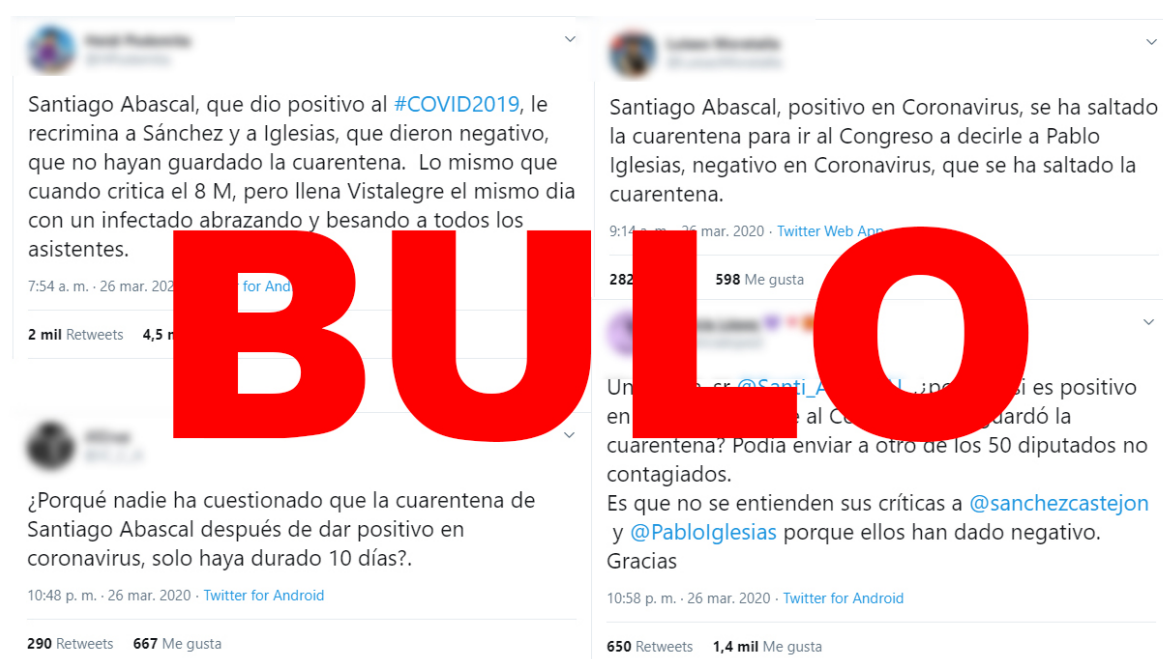 Santiago Abascal, que dio positivo al #COVID2019, le
recrimina a Sánchez y a Iglesias, que dieron negativo,
que no hayan guardado la cuarentena. Lo mismo que
cuando critica el 8 M, pero llena Vistalegre el mismo dia
con un infectado abrazando y besando a todos los
asistentes.
7:54 a. m. · 26 mar. for And
2 mil Retweets 4,5
Santiago Abascal, positivo en Coronavirus, se ha saltado
la cuarentena para ir al Congreso a decirle a Pablo
Iglesias, negativo en Coronavirus, que se ha saltado la
cuarentena.
9:14 a. m. · 26 mar. 2020 · Twitter Web App
282 598 Me gusta
BULO
¿Porqué nadie ha cuestionado que la cuarentena de
Santiago Abascal después de dar positivo en
coronavirus, solo haya durado 10 días?.
10:48 p. m. · 26 mar. 2020 · Twitter for Android
290 Retweets 667 Me gusta
sr @Santi_A si es positivo
en al
cuarentena? Podía enviar a otro de los 50 diputados no
contagiados.
Es que no se entienden sus críticas a @sanchezcastejon
y @PabloIglesias porque ellos han dado negativo.
Gracias
10:58 p. m. · 26 mar. 2020 · Twitter for Android
650 Retweets 1,4 mil Me gusta